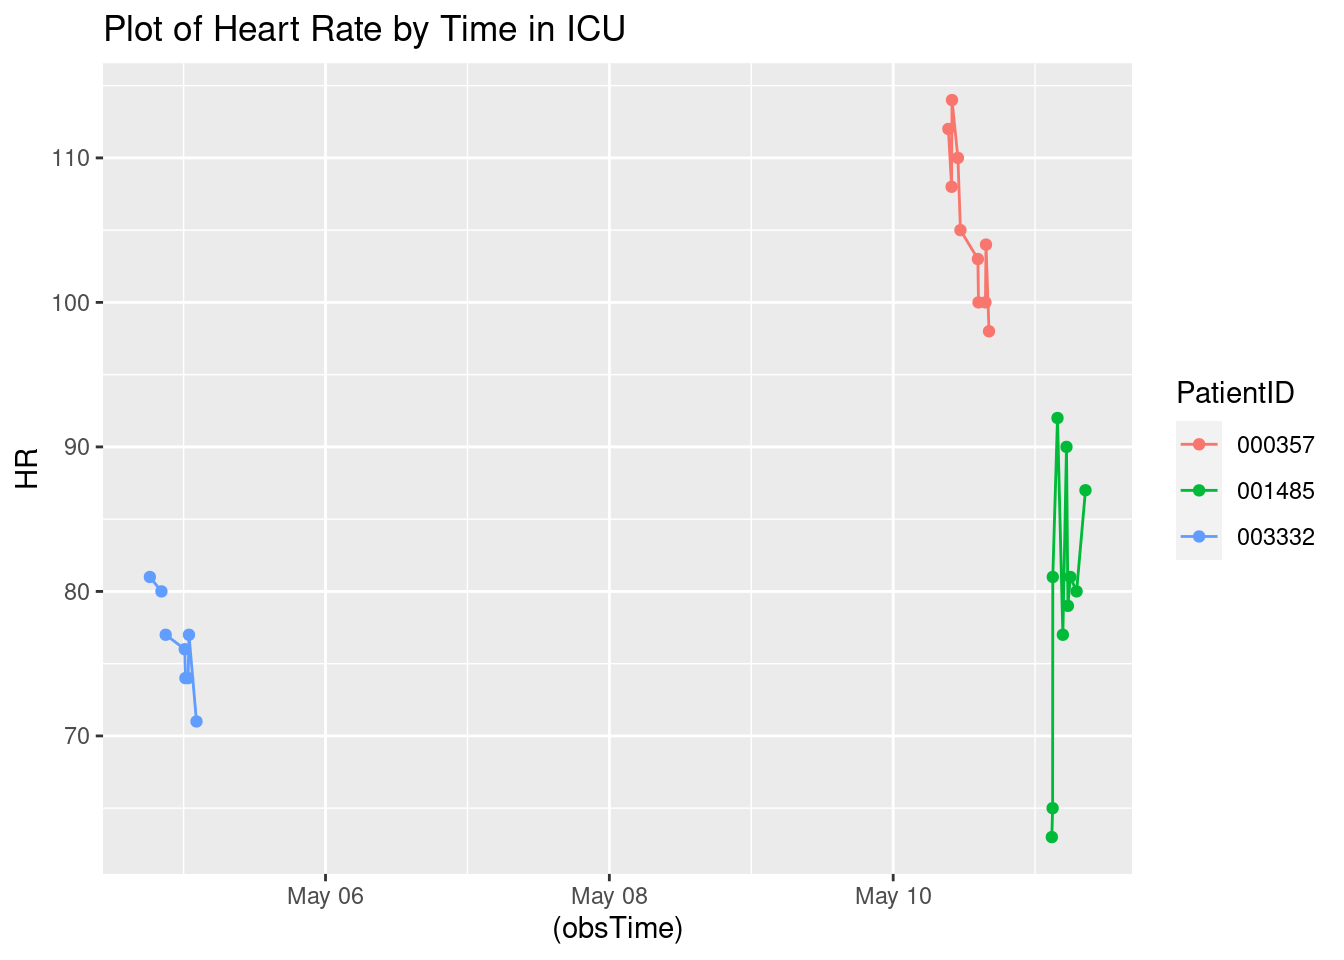 Plot of Heart Rate by Time in ICU
110
100
90
80
70
HR
May 06
May 08
May 10
(obsTime)
PatientID
000357
001485
003332